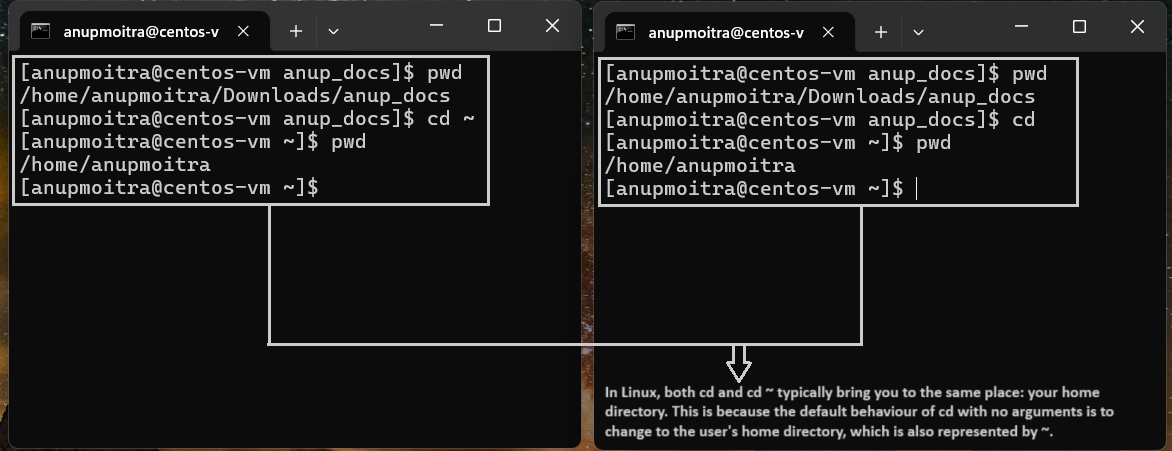 anupmoitra@centos-v
[anupmoitra@centos-vm anup_docs]$ pwd
/home/anupmoitra/Downloads/anup_docs
[anupmoitra@centos-vm anup_docs]$ cd ~
[anupmoitra@centos-vm ~]$ pwd
/home/anupmoitra
[anupmoitra@centos-vm ~]$
anupmoitra@centos-v
[anupmoitra@centos-vm anup_docs]$ pwd
/home/anupmoitra/Downloads/anup_docs
[anupmoitra@centos-vm anup_docs]$ cd
[anupmoitra@centos-vm ~]$ pwd
/home/anupmoitra
[anupmoitra@centos-vm ~]$
In Linux, both cd and cd ~ typically bring you to the same place: your home
directory. This is because the default behaviour of cd with no arguments is to
change to the user's home directory, which is also represented by ~.